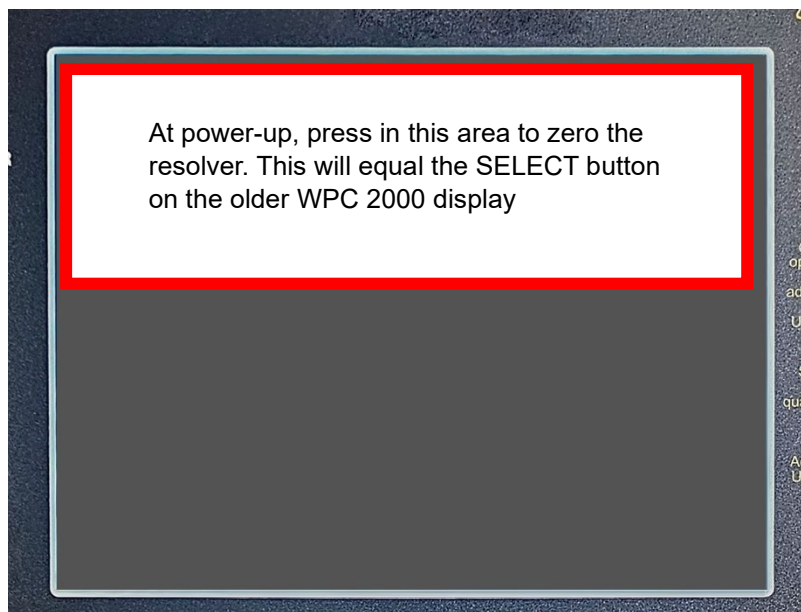 At power-up, press in this area to zero the
resolver. This will equal the SELECT button
on the older WPC 2000 display